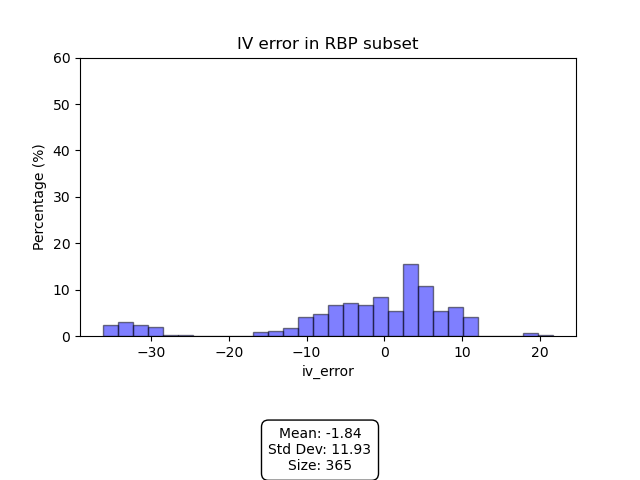 IV error in RBP subset
60
50
40
30
20
10
0
Percentage (%)
−30
−20
−10
0
10
20
iv_error
Mean: -1.84
Std Dev: 11.93
Size: 365